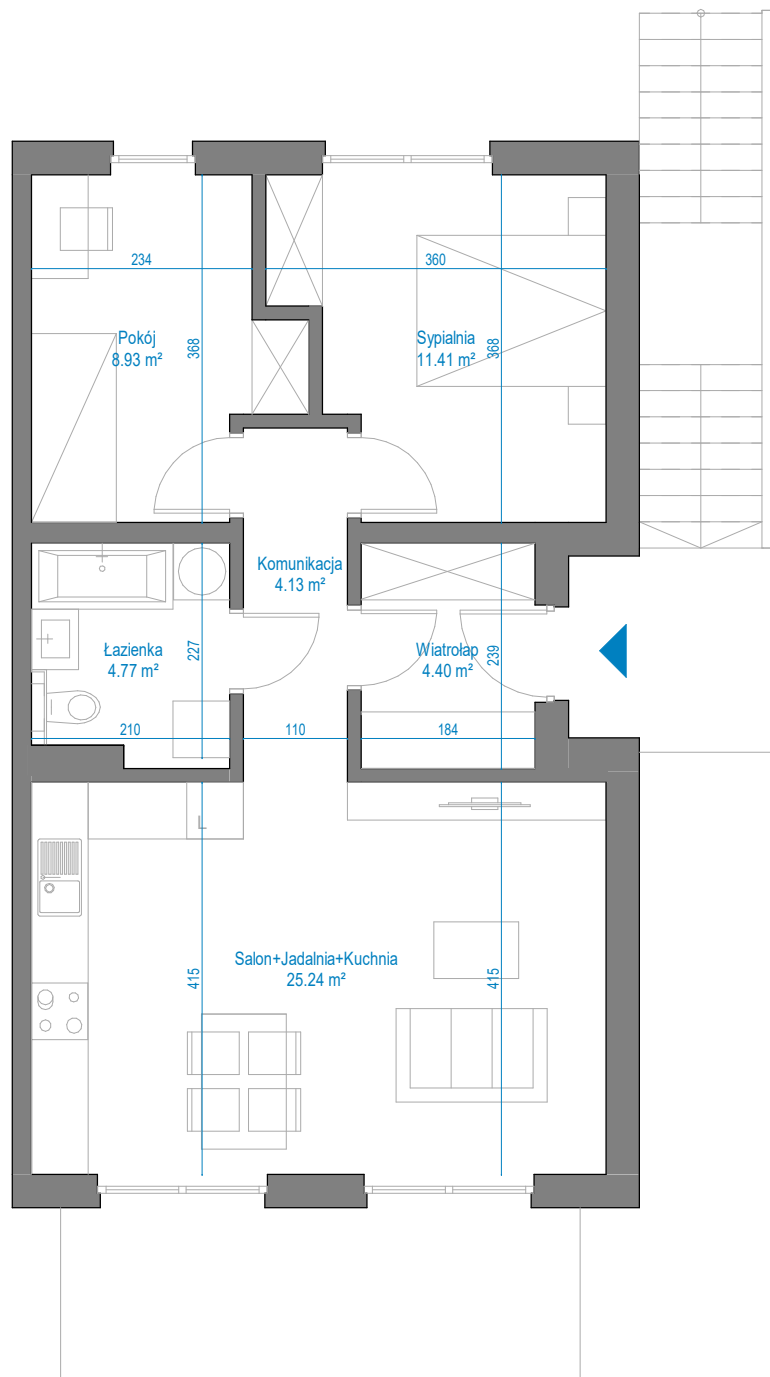 234
360
Pokój
8.93 m²
368
Sypialnia
11.41 m²
368
Komunikacja
4.13 m²
Łazienka
4.77 m²
227
Wiatrołap
4.40 m²
239
210
110
184
L
Salon+Jadalnia+Kuchnia
25.24 m²
415
415